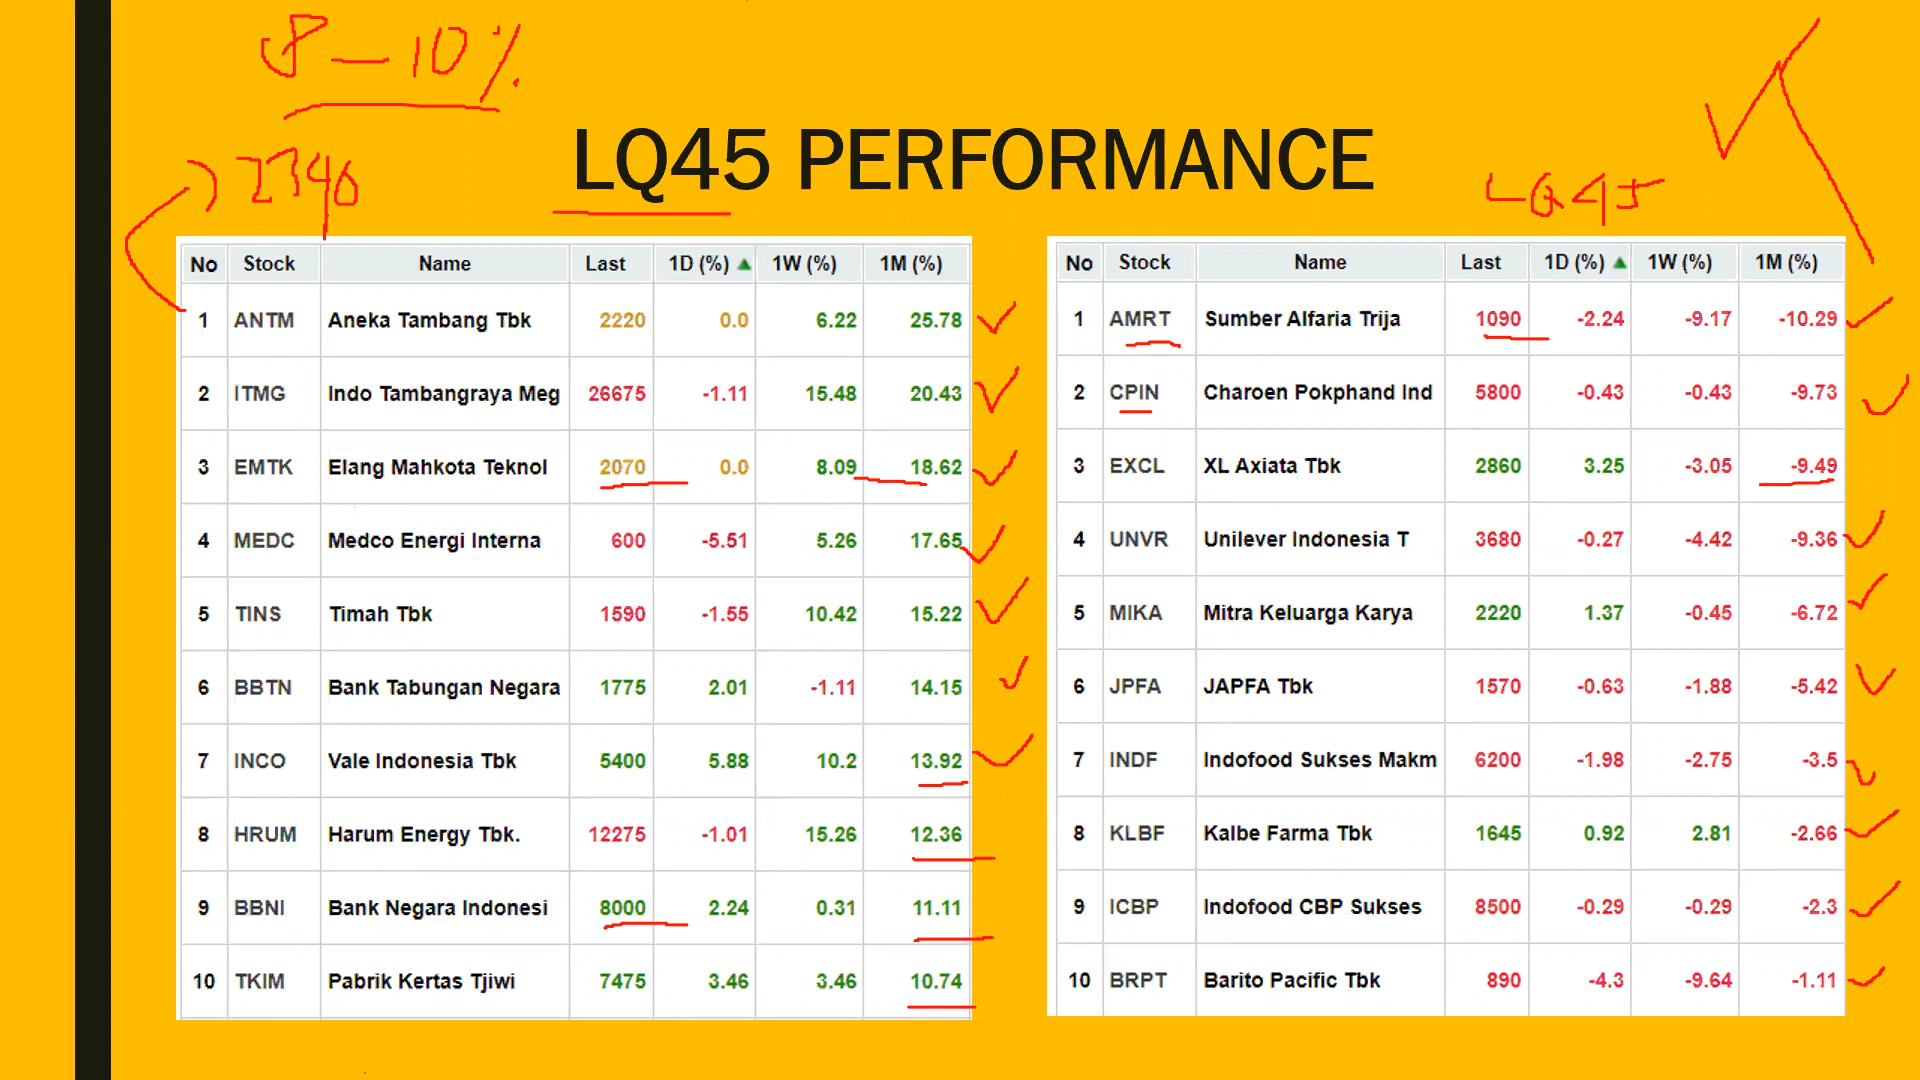 8 - 10%
2340
LQ45 PERFORMANCE
LQ45
No Stock Name Last 1D (%) ▲ 1W (%) 1M (%)
1 ANTM Aneka Tambang Tbk 2220 0.0 6.22 25.78
2 ITMG Indo Tambangraya Meg 26675 -1.11 15.48 20.43
3 EMTK Elang Mahkota Teknol 2070 0.0 8.09 18.62
4 MEDC Medco Energi Interna 600 -5.51 5.26 17.65
5 TINS Timah Tbk 1590 -1.55 10.42 15.22
6 BBTN Bank Tabungan Negara 1775 2.01 -1.11 14.15
7 INCO Vale Indonesia Tbk 5400 5.88 10.2 13.92
8 HRUM Harum Energy Tbk. 12275 -1.01 15.26 12.36
9 BBNI Bank Negara Indonesi 8000 2.24 0.31 11.11
10 TKIM Pabrik Kertas Tjiwi 7475 3.46 3.46 10.74
No Stock Name Last 1D (%) ▲ 1W (%) 1M (%)
1 AMRT Sumber Alfaria Trija 1090 -2.24 -9.17 -10.29
2 CPIN Charoen Pokphand Ind 5800 -0.43 -0.43 -9.73
3 EXCL XL Axiata Tbk 2860 3.25 -3.05 -9.49
4 UNVR Unilever Indonesia T 3680 -0.27 -4.42 -9.36
5 MIKA Mitra Keluarga Karya 2220 1.37 -0.45 -6.72
6 JPFA JAPFA Tbk 1570 -0.63 -1.88 -5.42
7 INDF Indofood Sukses Makm 6200 -1.98 -2.75 -3.5
8 KLBF Kalbe Farma Tbk 1645 0.92 2.81 -2.66
9 ICBP Indofood CBP Sukses 8500 -0.29 -0.29 -2.3
10 BRPT Barito Pacific Tbk 890 -4.3 -9.64 -1.11